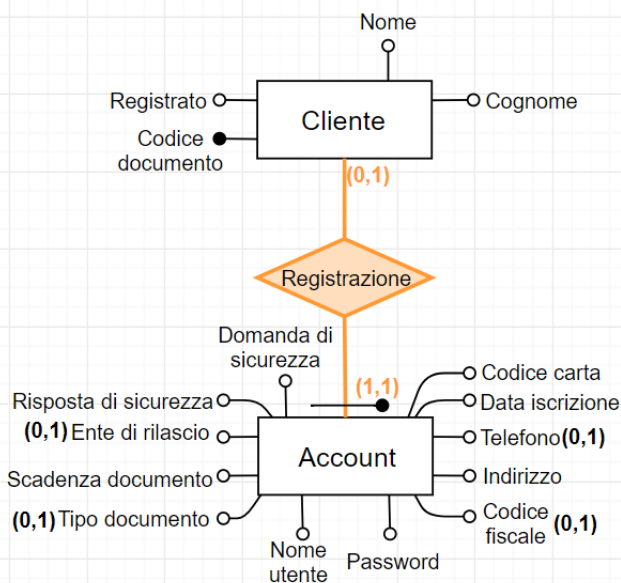 Nome
Registrato
Cognome
Cliente
Codice
documento
(0,1)
Registrazione
Domanda di
sicurezza
(1,1)
Codice carta
Risposta di sicurezza
Data iscrizione
(0,1) Ente di rilascio
Telefono(0,1)
Account
Scadenza documento
Indirizzo
(0,1) Tipo documento
Codice
fiscale (0,1)
Nome
utente
Password